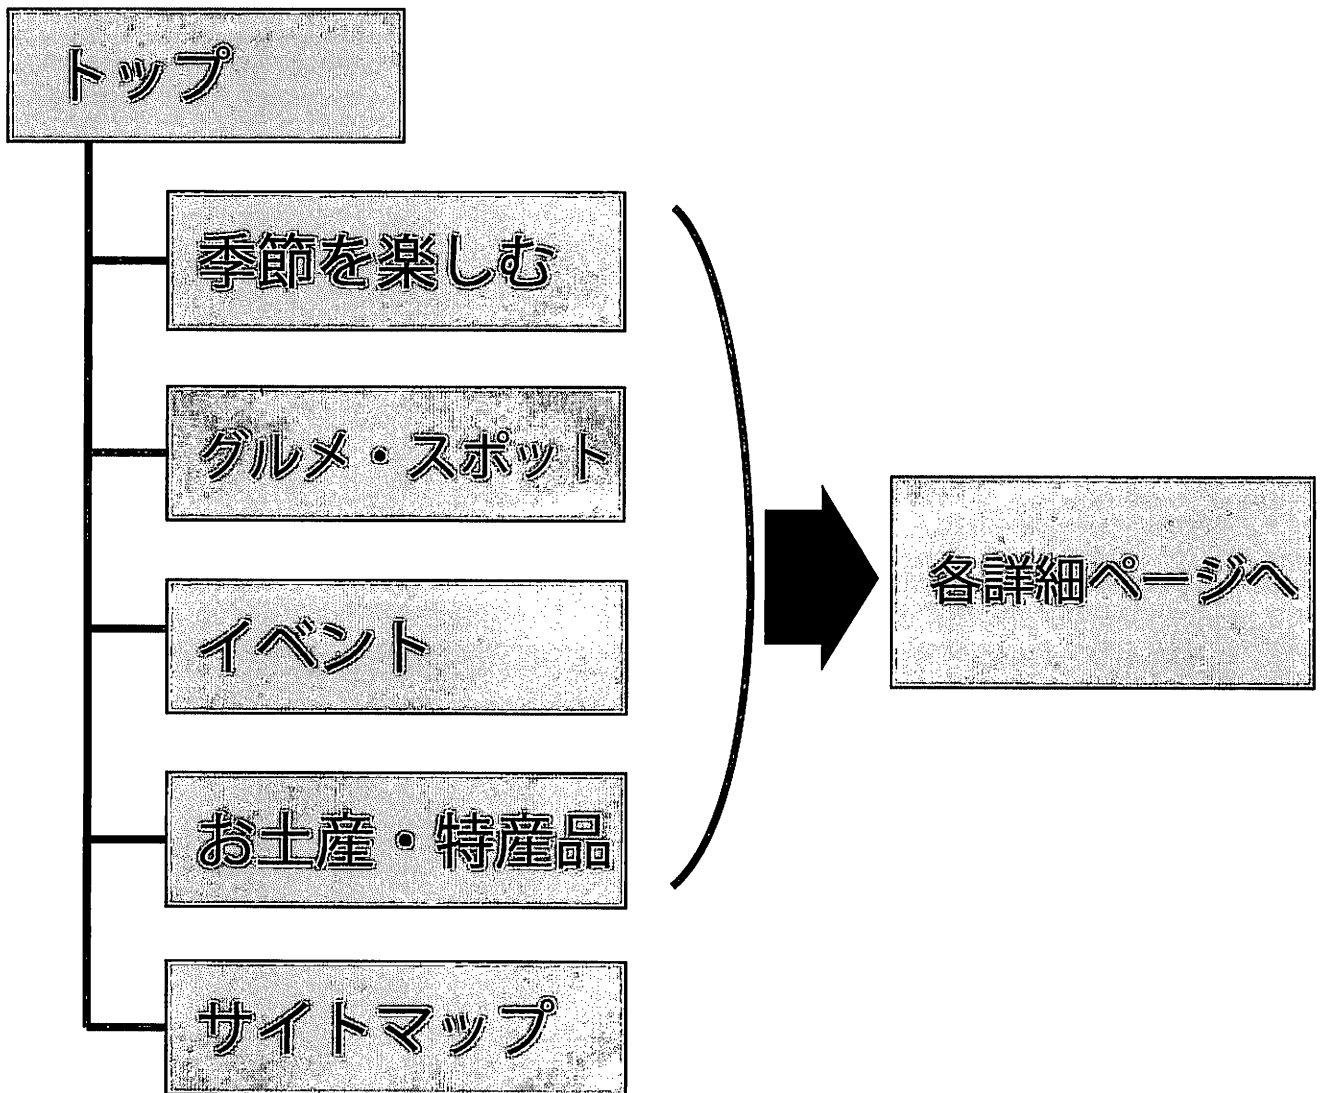 トップ
季節を楽しむ
グルメ・スポット
イベント
お土産・特産品
サイトマップ
各詳細ページへ